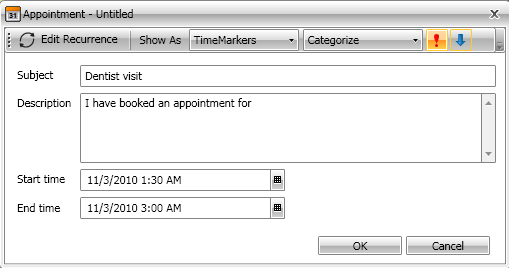 31 Appointment - Untitled X
Edit Recurrence Show As TimeMarkers Categorize
Subject Dentist visit
Description I have booked an appointment for
Start time 11/3/2010 1:30 AM
End time 11/3/2010 3:00 AM
OK Cancel